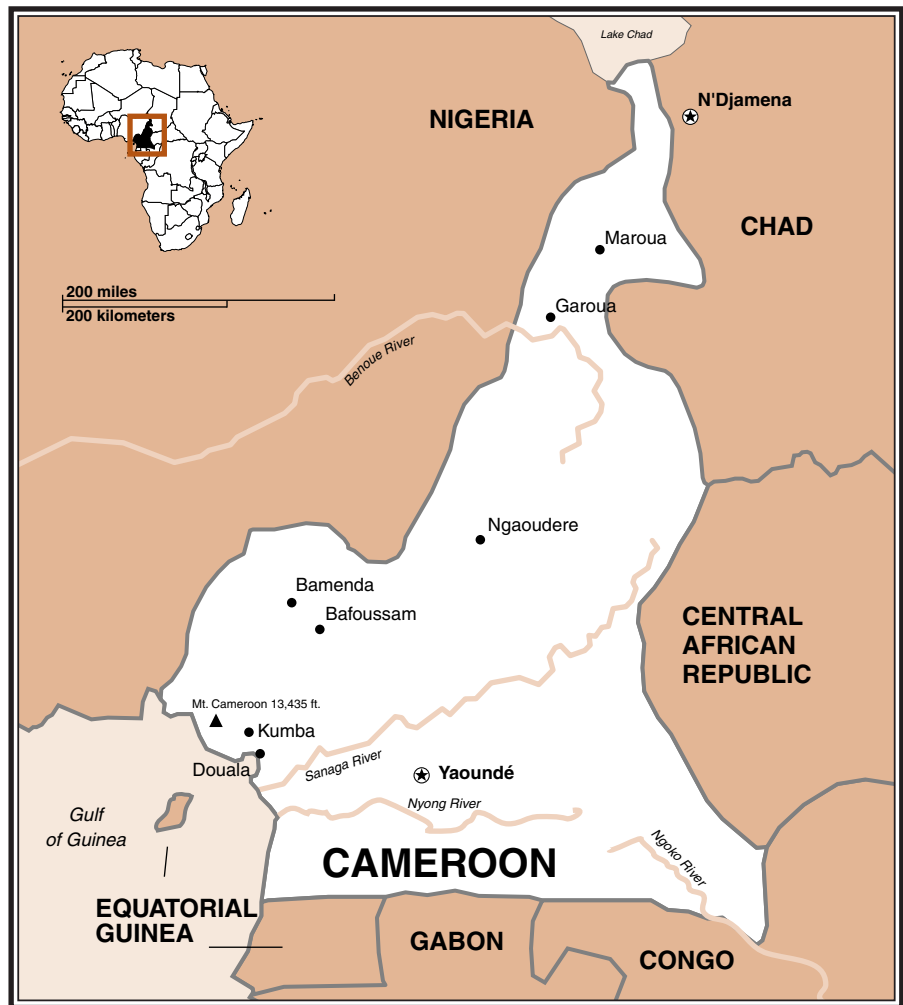 Lake Chad
N'Djamena
NIGERIA
CHAD
Maroua
200 miles
200 kilometers
Garoua
Benoue River
Ngaoudere
Bamenda
Bafoussam
CENTRAL
AFRICAN
REPUBLIC
Mt. Cameroon 13,435 ft.
Kumba
Douala
Sanaga River
Yaoundé
Nyong River
Gulf
of Guinea
Ngoko River
CAMEROON
EQUATORIAL
GUINEA
GABON
CONGO